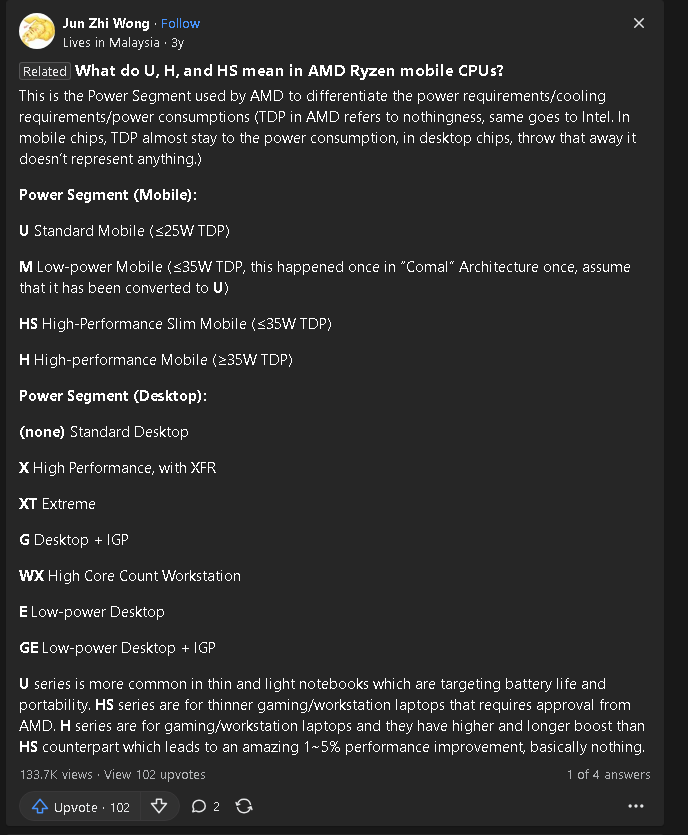 Jun Zhi Wong · Follow
Lives in Malaysia · 3y
Related What do U, H, and HS mean in AMD Ryzen mobile CPUs?
This is the Power Segment used by AMD to differentiate the power requirements/cooling
requirements/power consumptions (TDP in AMD refers to nothingness, same goes to Intel. In
mobile chips, TDP almost stay to the power consumption, in desktop chips, throw that away it
doesn't represent anything.)
Power Segment (Mobile):
U Standard Mobile (≤25W TDP)
M Low-power Mobile (≤35W TDP, this happened once in "Comal" Architecture once, assume
that it has been converted to U)
HS High-Performance Slim Mobile (≤35W TDP)
H High-performance Mobile (≥35W TDP)
Power Segment (Desktop):
(none) Standard Desktop
X High Performance, with XFR
XT Extreme
G Desktop + IGP
WX High Core Count Workstation
E Low-power Desktop
GE Low-power Desktop + IGP
U series is more common in thin and light notebooks which are targeting battery life and
portability. HS series are for thinner gaming/workstation laptops that requires approval from
AMD. H series are for gaming/workstation laptops and they have higher and longer boost than
HS counterpart which leads to an amazing 1~5% performance improvement, basically nothing.
133.7K views · View 102 upvotes 1 of 4 answers
Upvote · 102 2